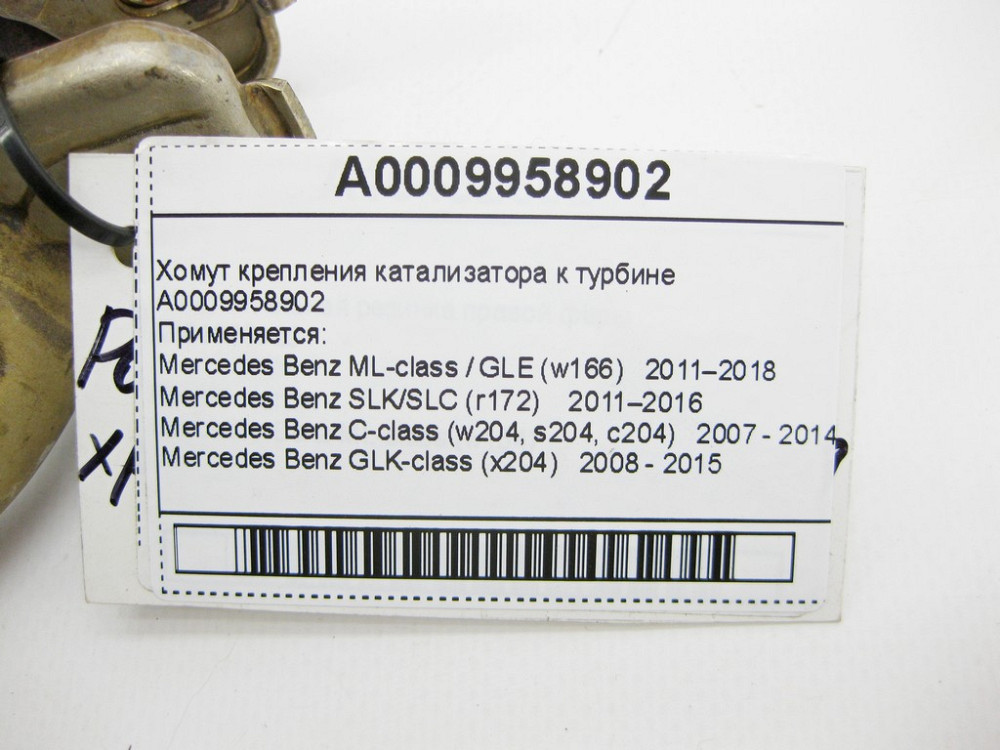 A0009958902
Хомут крепления катализатора к турбине
A0009958902
Применяется:
Mercedes Benz ML-class / GLE (w166) 2011–2018
Mercedes Benz SLK/SLC (r172) 2011–2016
Mercedes Benz C-class (w204, s204, c204) 2007 - 2014
Mercedes Benz GLK-class (x204) 2008 - 2015